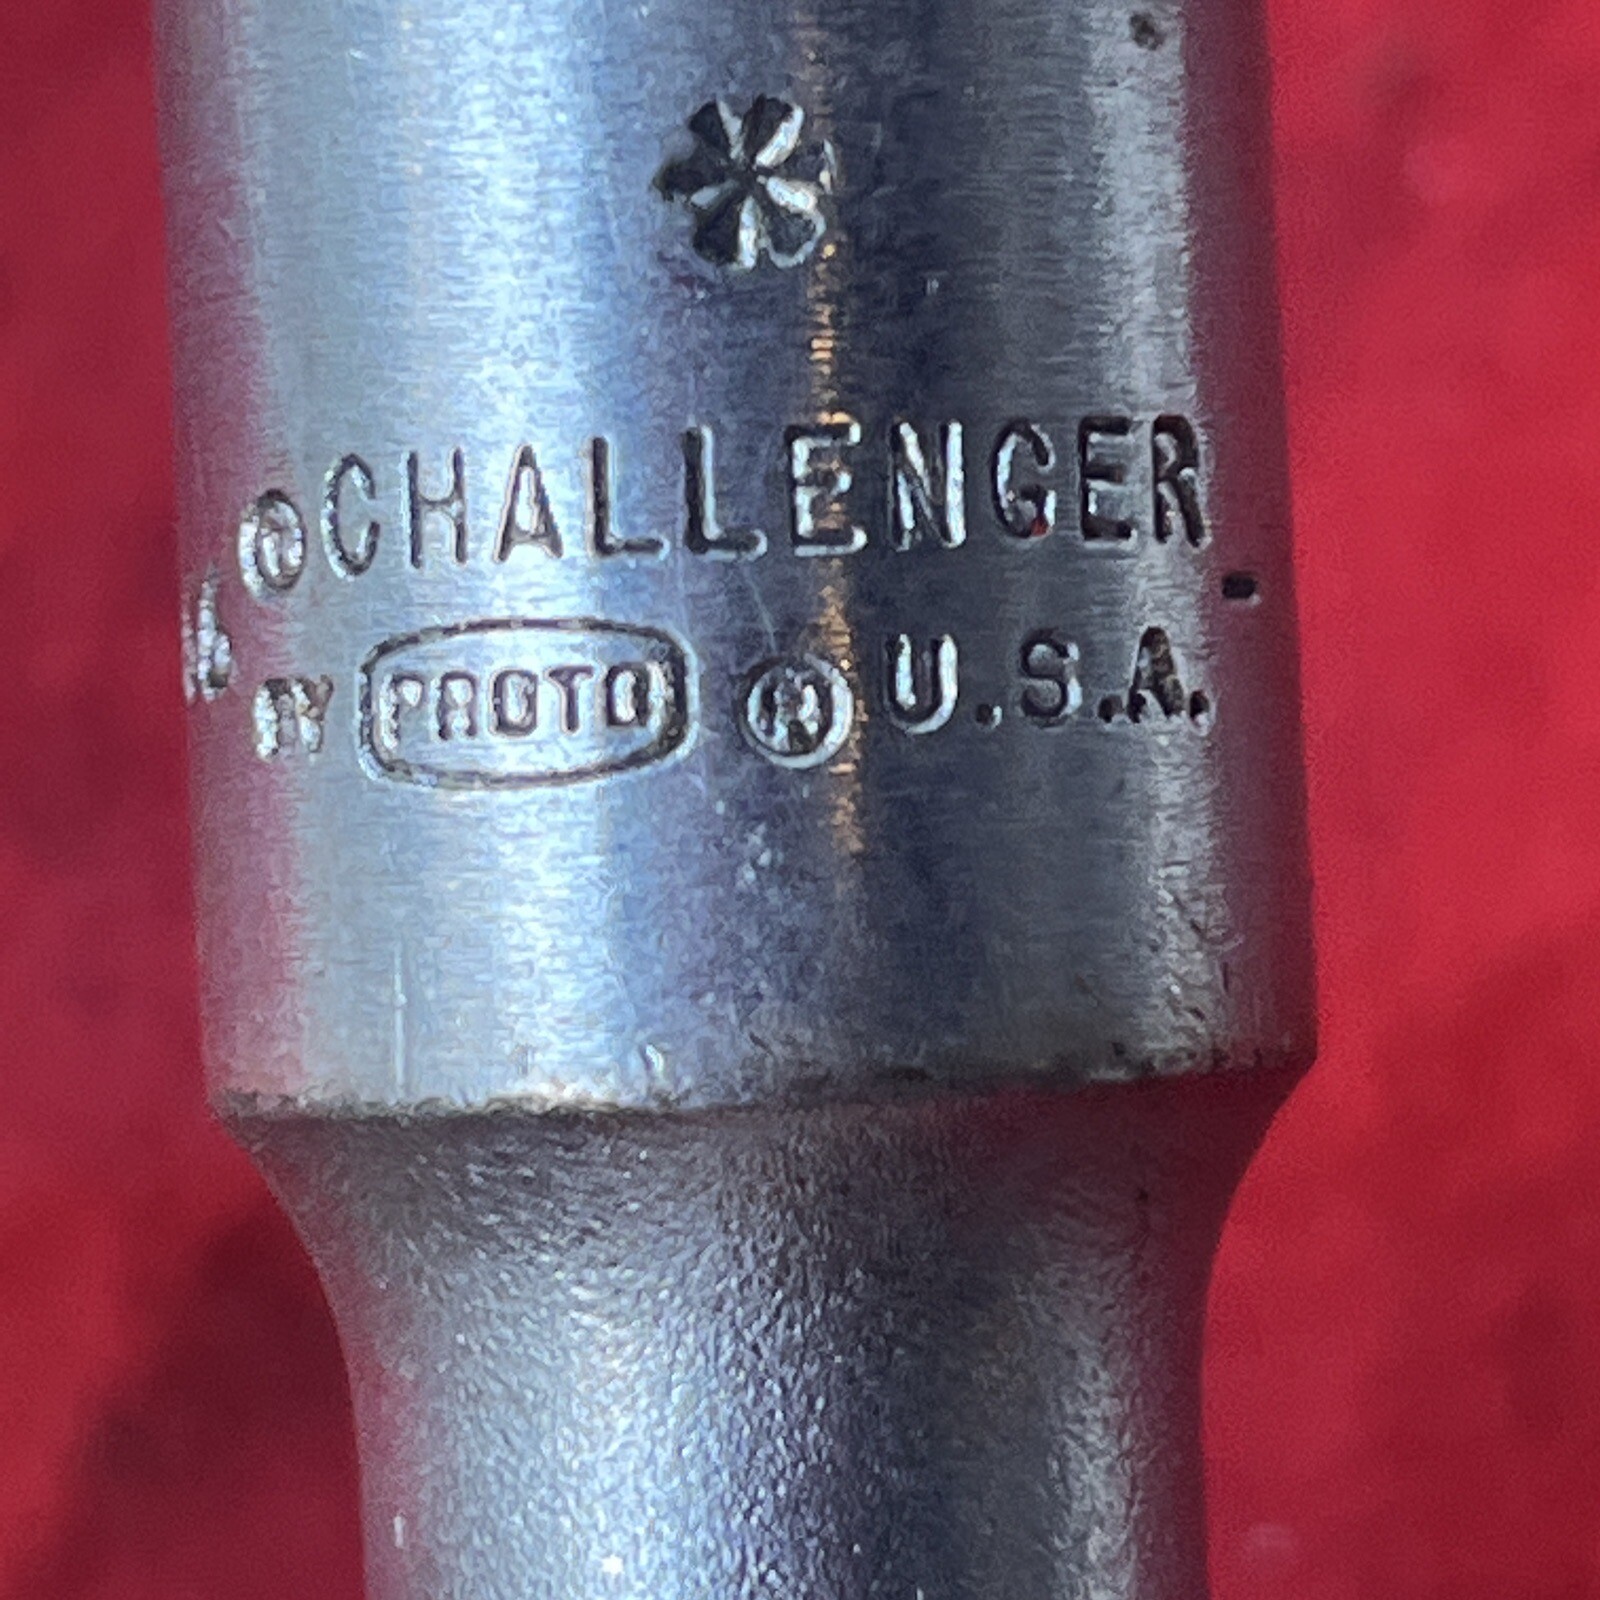 ®CHALLENGER
BY PROTO ® U.S.A.